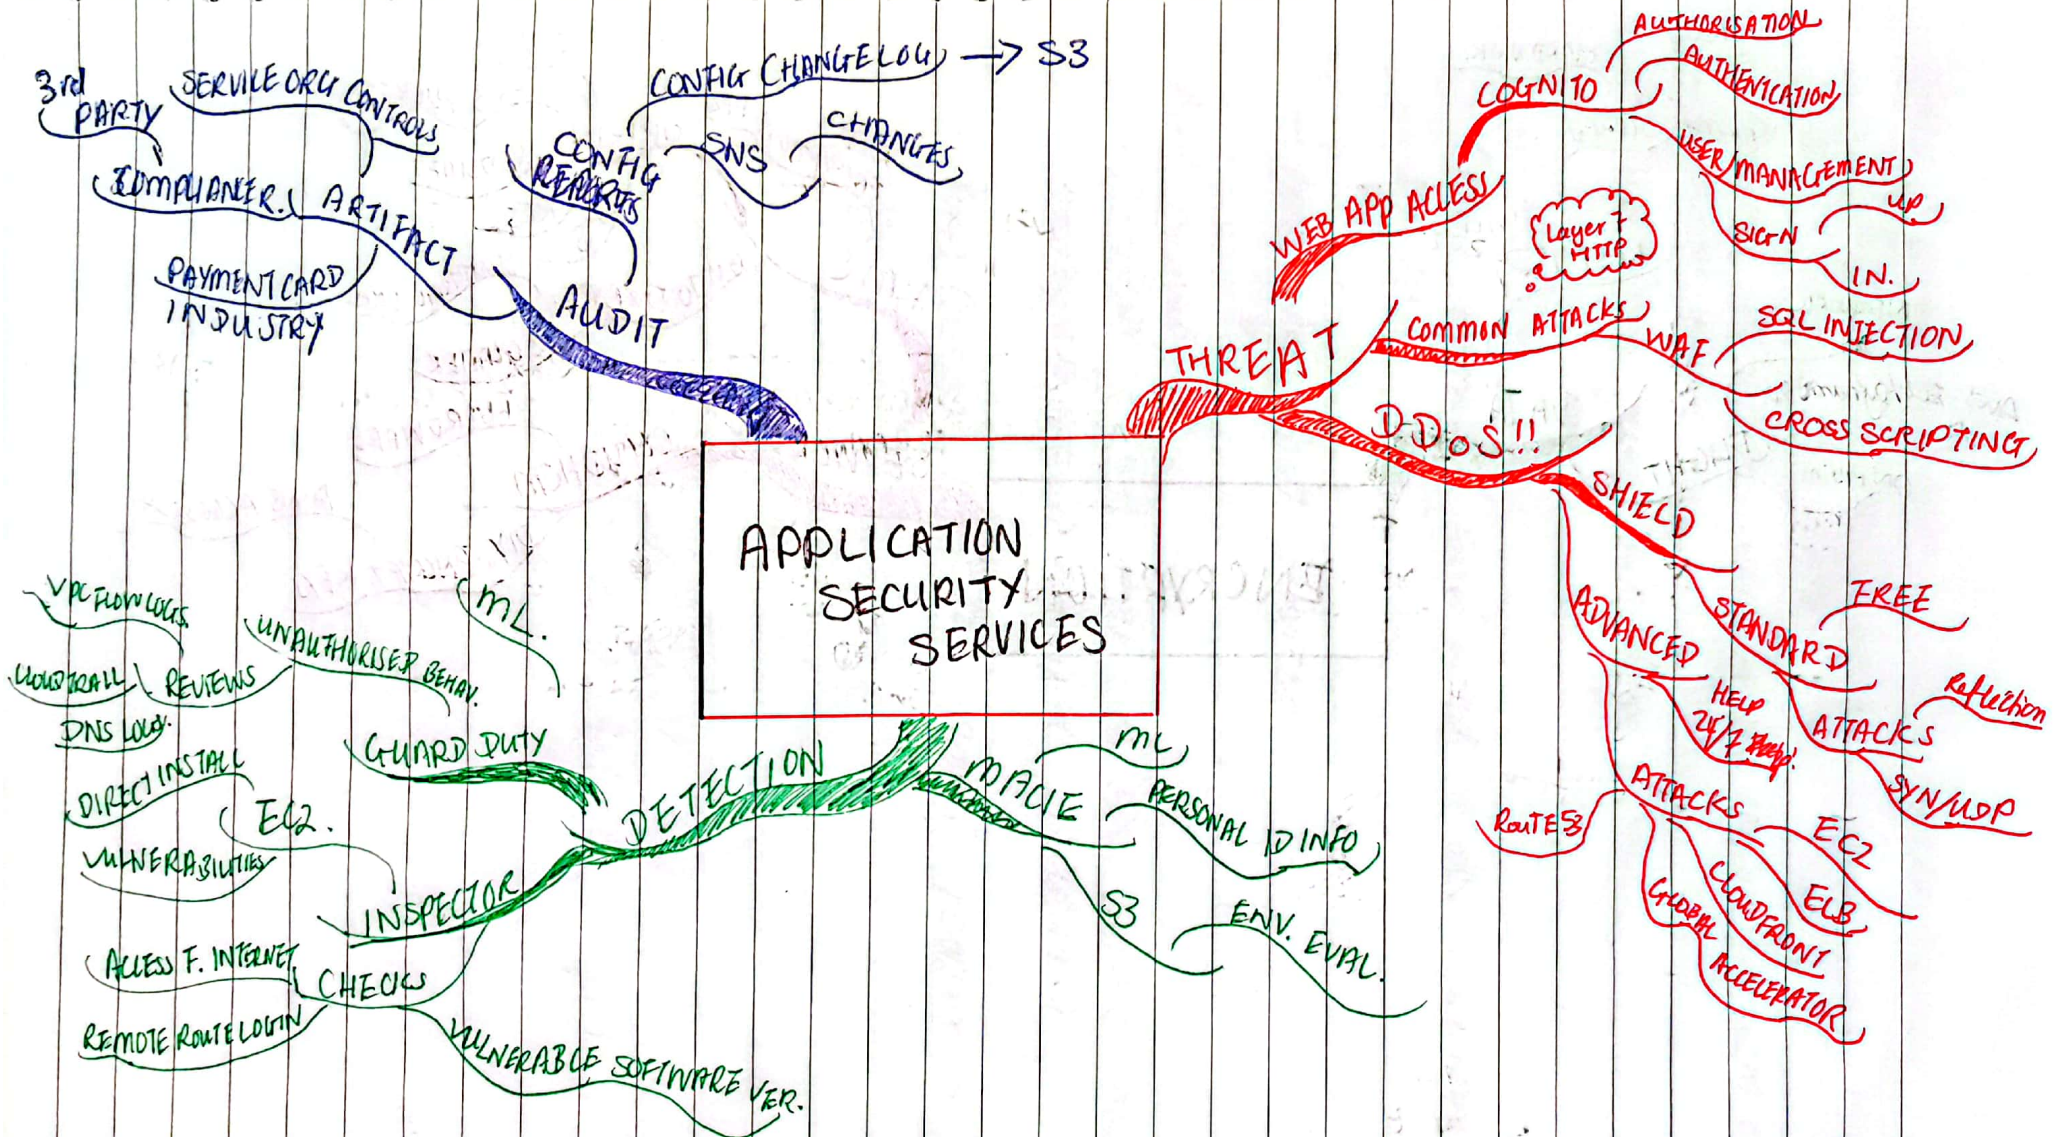 APPLICATION
SECURITY
SERVICES
AUDIT
ARTIFACT
3rd
PARTY
SERVICE ORG CONTROLS
PAYMENT CARD
INDUSTRY
CONFIG
REPORTS
CONFIG CHANGE LOG → S3
SNS
CHANGES
THREAT
WEB APP ACCESS
COGNITO
AUTHORISATION
AUTHENTICATION
USER/MANAGEMENT
SIGN
UP
IN.
Layer 7
HTTP
COMMON ATTACKS
WAF
SQL INJECTION
CROSS SCRIPTING
DDoS!!
SHIELD
STANDARD
FREE
ATTACKS
Reflection
SYN/UDP
ADVANCED
HELP
24/7
ATTACKS
ROUTE 53
EC2
ELB
CLOUDFRONT
GLOBAL
ACCELERATOR
DETECTION
MACIE
ML
PERSONAL ID INFO
S3
ENV. EVAL.
GUARD DUTY
ML.
UNAUTHORISED BEHAV.
REVIEWS
VPC FLOW LOGS.
CLOUDTRAIL
DNS LOGS.
INSPECTOR
EC2.
DIRECT INSTALL
VULNERABILITIES
CHECKS
ACCESS F. INTERNET
REMOTE ROUTE LOGIN
VULNERABLE SOFTWARE VER.